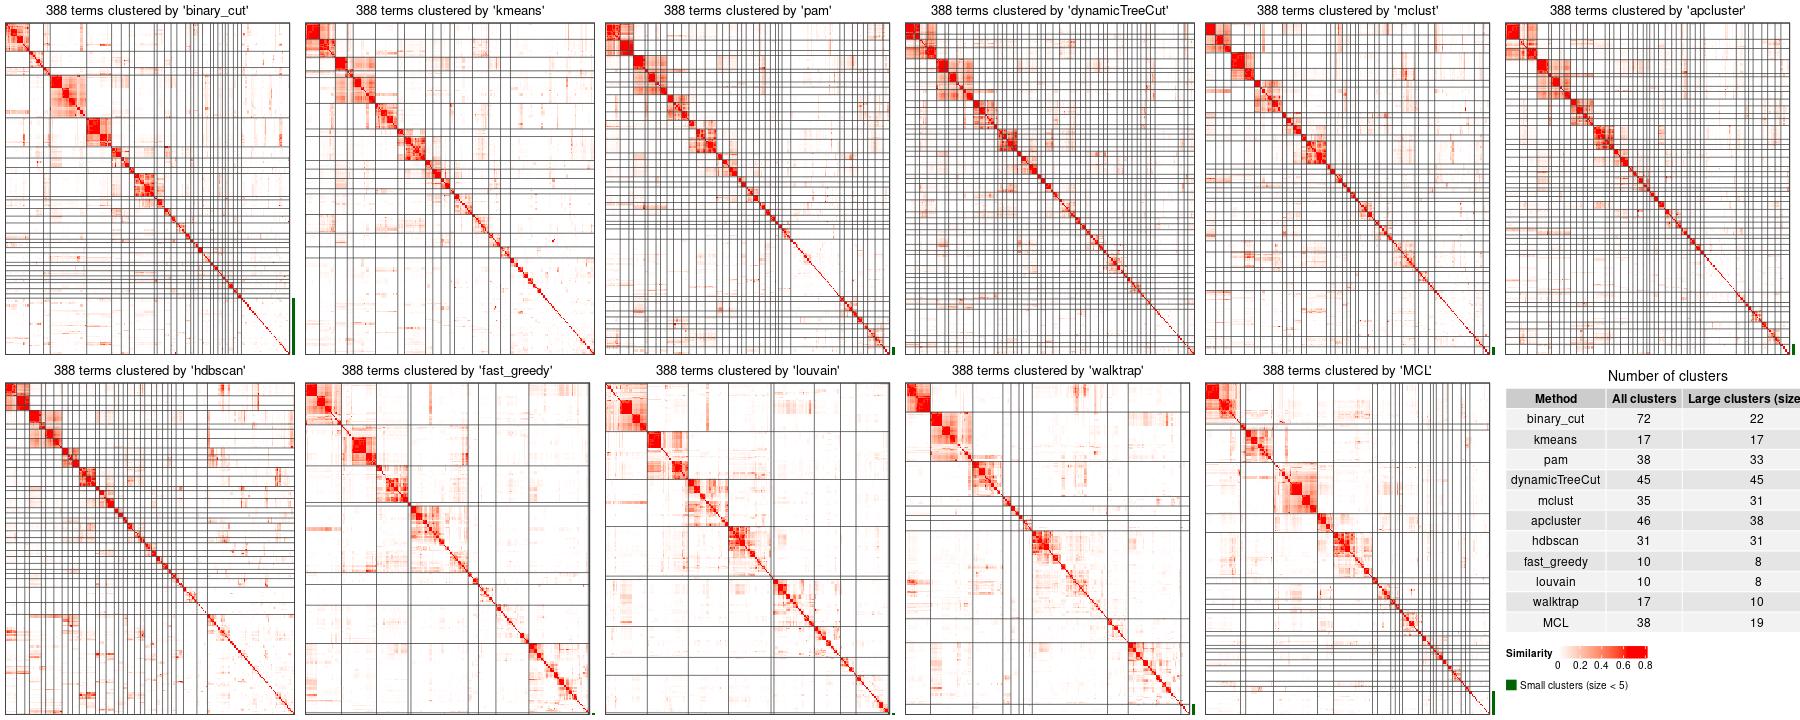 388 terms clustered by 'binary_cut'
388 terms clustered by 'kmeans'
388 terms clustered by 'pam'
388 terms clustered by 'dynamicTreeCut'
388 terms clustered by 'mclust'
388 terms clustered by 'apcluster'
388 terms clustered by 'hdbscan'
388 terms clustered by 'fast_greedy'
388 terms clustered by 'louvain'
388 terms clustered by 'walktrap'
388 terms clustered by 'MCL'
Number of clusters
Method All clusters Large clusters (size
binary_cut 72 22
kmeans 17 17
pam 38 33
dynamicTreeCut 45 45
mclust 35 31
apcluster 46 38
hdbscan 31 31
fast_greedy 10 8
louvain 10 8
walktrap 17 10
MCL 38 19
Similarity
0 0.2 0.4 0.6 0.8
Small clusters (size < 5)